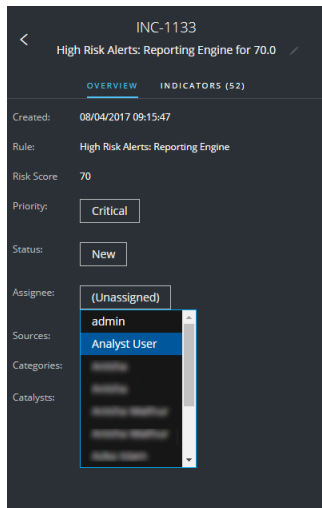 INC-1133
High Risk Alerts: Reporting Engine for 70.0
OVERVIEW INDICATORS (52)
Created: 08/04/2017 09:15:47
Rule: High Risk Alerts: Reporting Engine
Risk Score 70
Priority: Critical
Status: New
Assignee: (Unassigned)
admin
Sources:
Analyst User
Categories:
Catalysts: